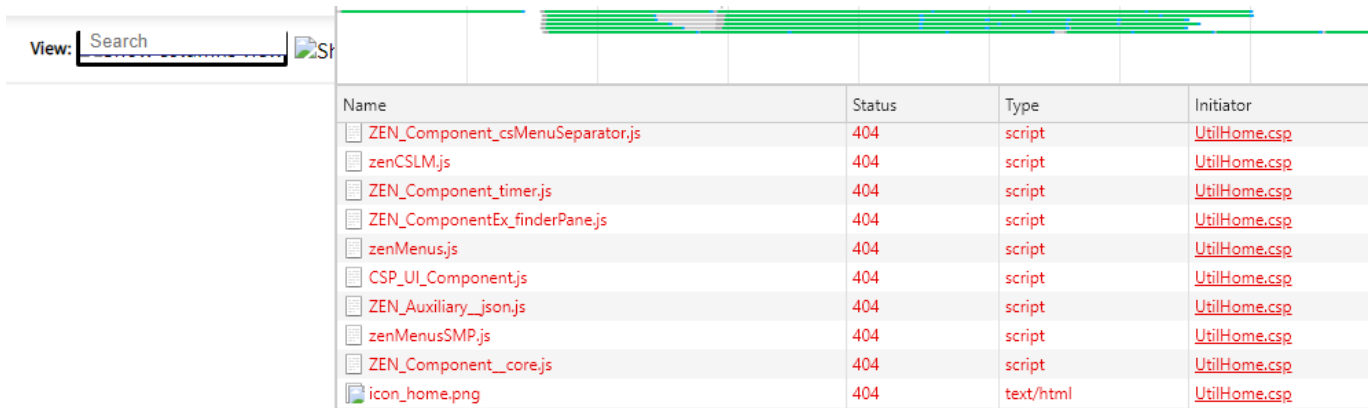 View: Search Sh
Name Status Type Initiator
ZEN_Component_csMenuSeparator.js 404 script UtilHome.csp
zenCSLM.js 404 script UtilHome.csp
ZEN_Component_timer.js 404 script UtilHome.csp
ZEN_ComponentEx_finderPane.js 404 script UtilHome.csp
zenMenus.js 404 script UtilHome.csp
CSP_UI_Component.js 404 script UtilHome.csp
ZEN_Auxiliary__json.js 404 script UtilHome.csp
zenMenusSMP.js 404 script UtilHome.csp
ZEN_Component__core.js 404 script UtilHome.csp
icon_home.png 404 text/html UtilHome.csp